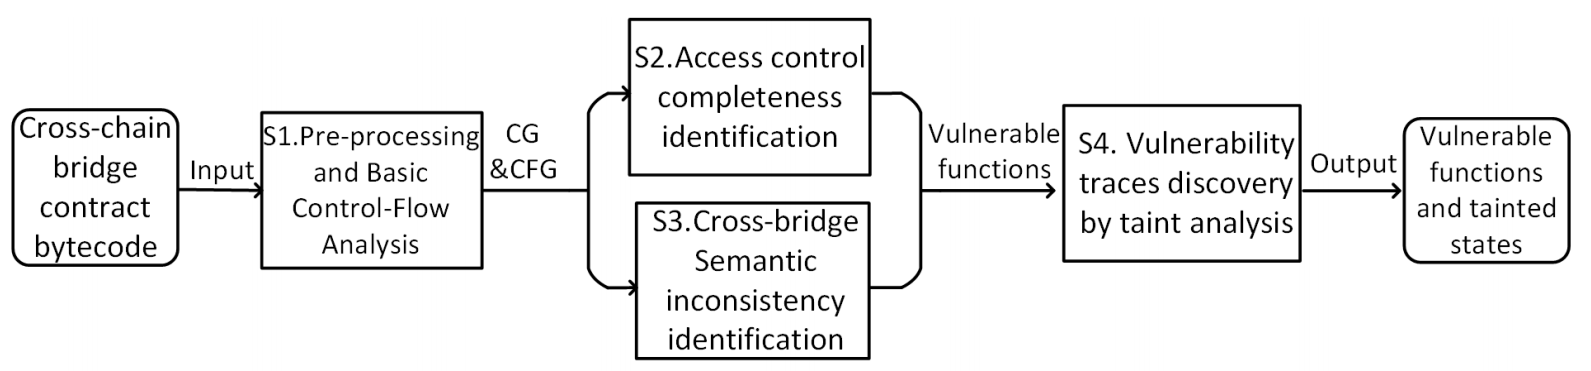 Cross-chain
bridge
contract
bytecode
Input
S1.Pre-processing
and Basic
Control-Flow
Analysis
CG
&CFG
S2.Access control
completeness
identification
S3.Cross-bridge
Semantic
inconsistency
identification
Vulnerable
functions
S4. Vulnerability
traces discovery
by taint analysis
Output
Vulnerable
functions
and tainted
states